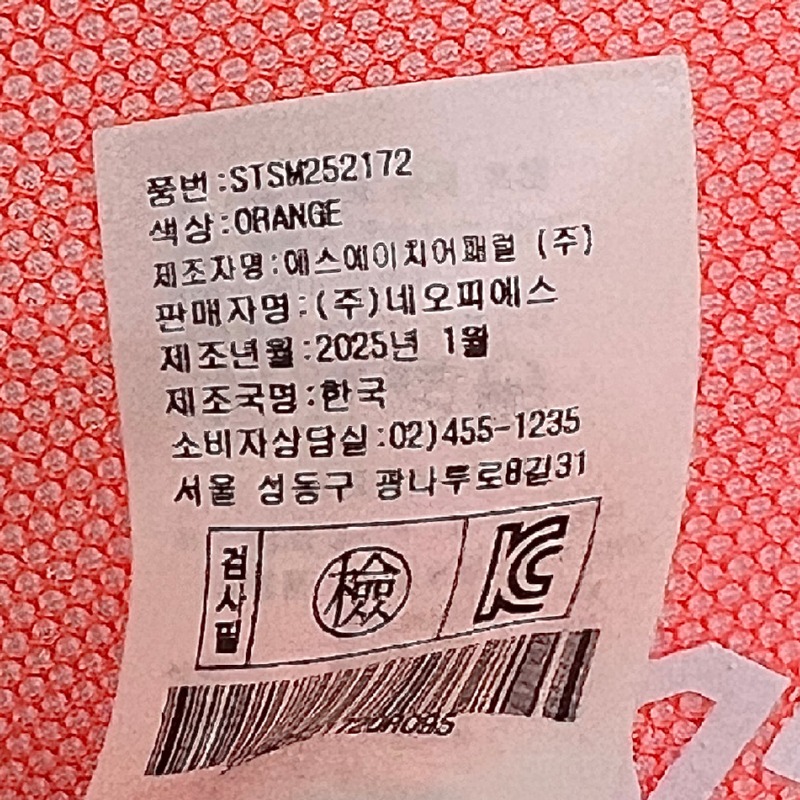 품번:STSM252172
색상:ORANGE
제조자명:에스에이치어패럴 (주)
판매자명:(주)네오피에스
제조년월:2025년 1월
제조국명:한국
소비자상담실:02)455-1235
서울 성동구 광나루로8길31
검사필
檢
KC